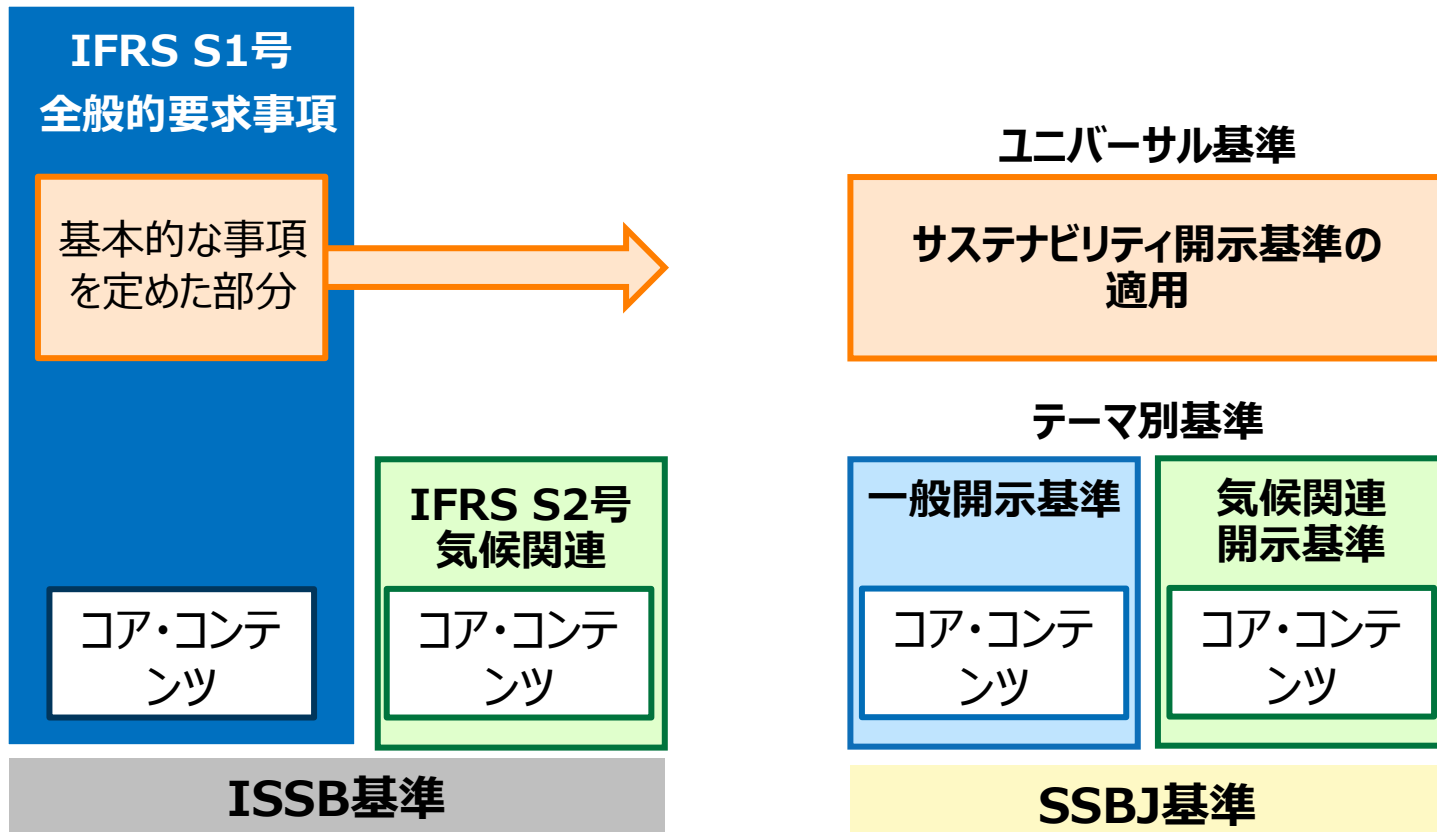 IFRS S1号
全般的要求事項
基本的な事項
を定めた部分
コア・コンテ
ンツ
IFRS S2号
気候関連
コア・コンテ
ンツ
ISSB基準
ユニバーサル基準
サステナビリティ開示基準の
適用
テーマ別基準
一般開示基準
コア・コンテ
ンツ
気候関連
開示基準
コア・コンテ
ンツ
SSBJ基準